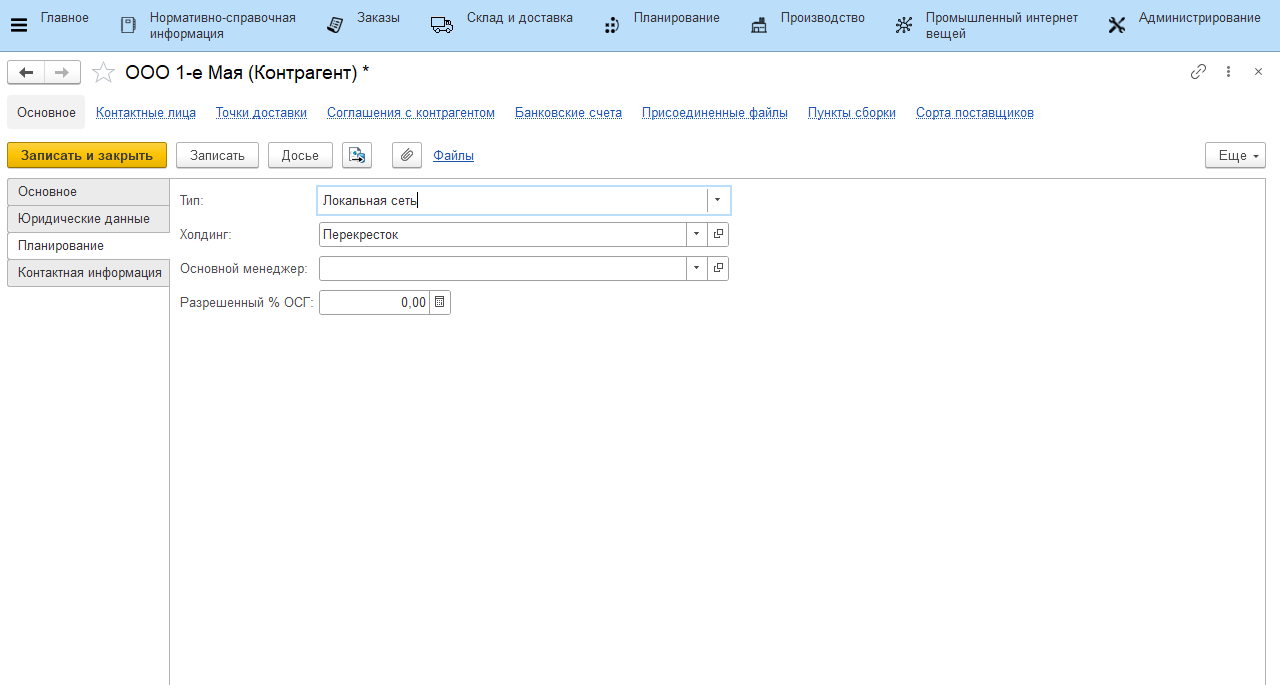 Главное
Нормативно-справочная
информация
Заказы
Склад и доставка
Планирование
Производство
Промышленный интернет
вещей
Администрирование
ООО 1-е Мая (Контрагент) *
Основное Контактные лица Точки доставки Соглашения с контрагентом Банковские счета Присоединенные файлы Пункты сборки Сорта поставщиков
Записать и закрыть Записать Досье Файлы Еще
Основное
Юридические данные
Планирование
Контактная информация
Тип: Локальная сеть
Холдинг: Перекресток
Основной менеджер:
Разрешенный % ОСГ: 0,00